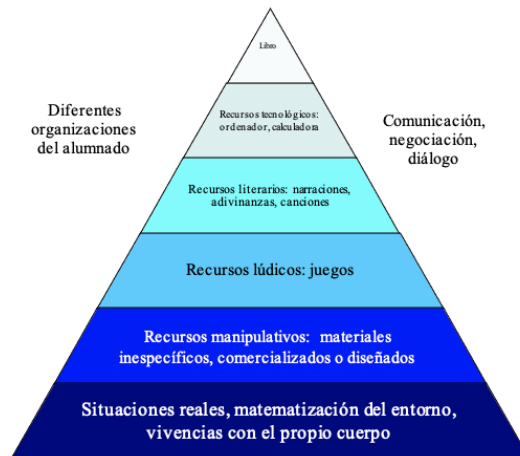 Libro
Diferentes
organizaciones
del alumnado
Recursos tecnológicos:
ordenador, calculadora
Comunicación,
negociación,
diálogo
Recursos literarios: narraciones,
adivinanzas, canciones
Recursos lúdicos: juegos
Recursos manipulativos: materiales
inespecíficos, comercializados o diseñados
Situaciones reales, matematización del entorno,
vivencias con el propio cuerpo